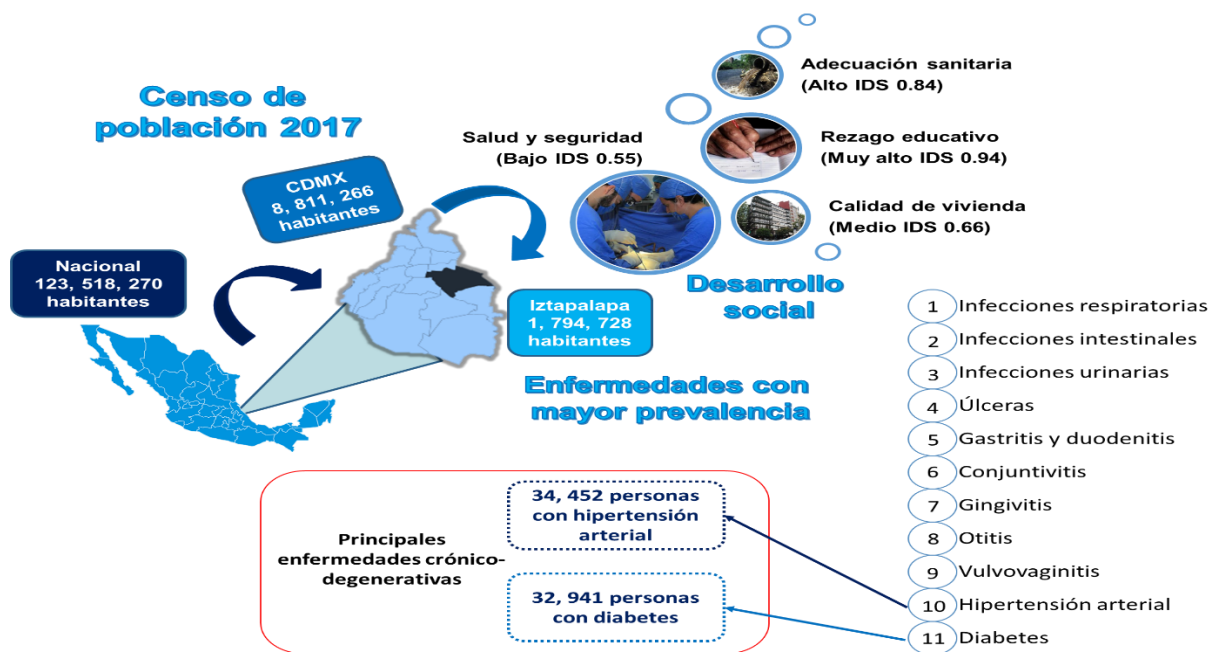 Censo de
población 2017
CDMX
8, 811, 266
habitantes
Nacional
123, 518, 270
habitantes
Iztapalapa
1, 794, 728
habitantes
Adecuación sanitaria
(Alto IDS 0.84)
Salud y seguridad
(Bajo IDS 0.55)
Rezago educativo
(Muy alto IDS 0.94)
Calidad de vivienda
(Medio IDS 0.66)
Desarrollo
social
Enfermedades con
mayor prevalencia
1 Infecciones respiratorias
2 Infecciones intestinales
3 Infecciones urinarias
4 Úlceras
5 Gastritis y duodenitis
6 Conjuntivitis
7 Gingivitis
8 Otitis
9 Vulvovaginitis
10 Hipertensión arterial
11 Diabetes
Principales
enfermedades crónico-
degenerativas
34, 452 personas
con hipertensión
arterial
32, 941 personas
con diabetes